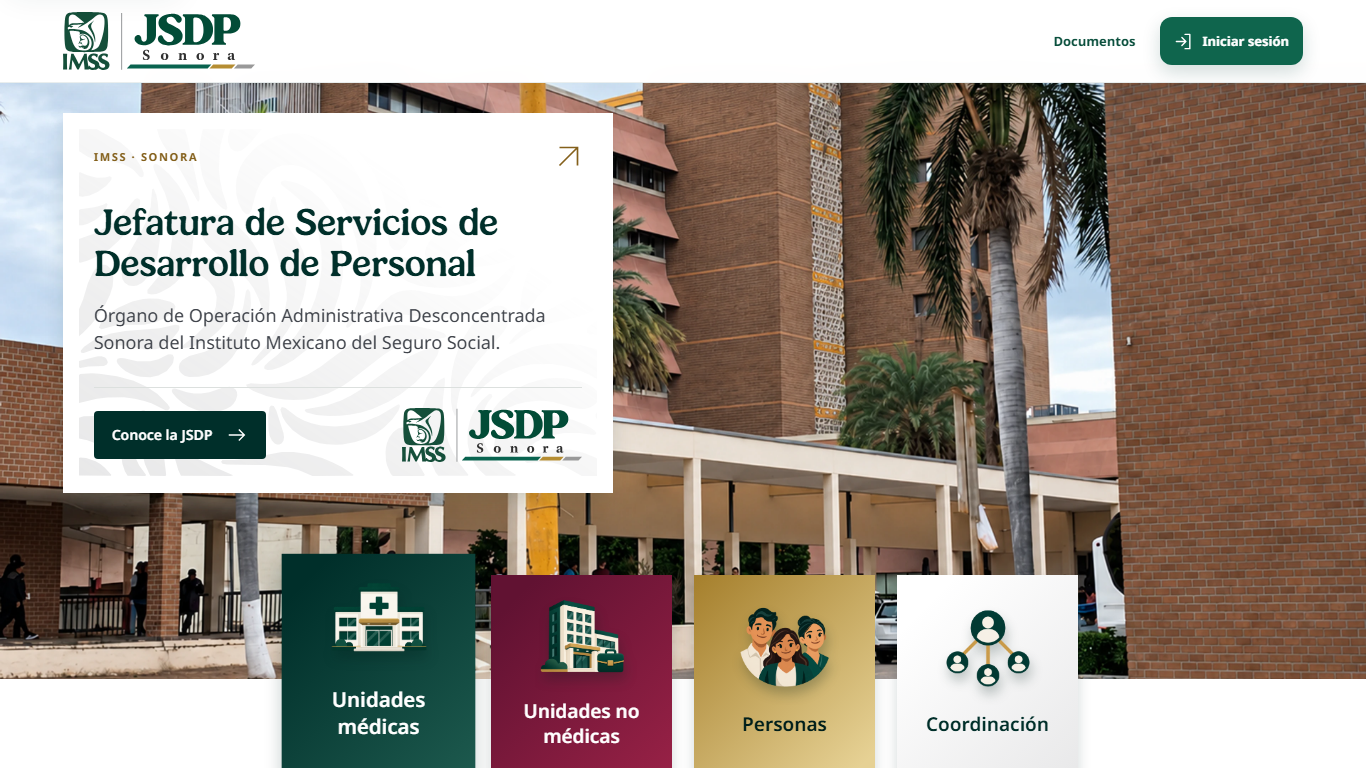 IMSS
JSDP
Sonora
Documentos
Iniciar sesión
IMSS · SONORA
Jefatura de Servicios de
Desarrollo de Personal
Órgano de Operación Administrativa Desconcentrada
Sonora del Instituto Mexicano del Seguro Social.
Conoce la JSDP
IMSS
JSDP
Sonora
Unidades
médicas
Unidades no
médicas
Personas
Coordinación